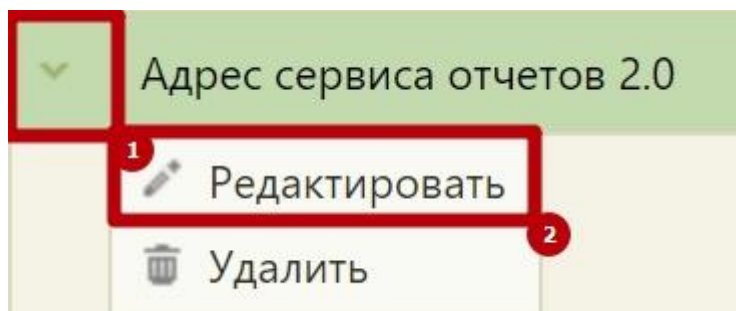 Адрес сервиса отчетов 2.0
1
Редактировать
2
Удалить